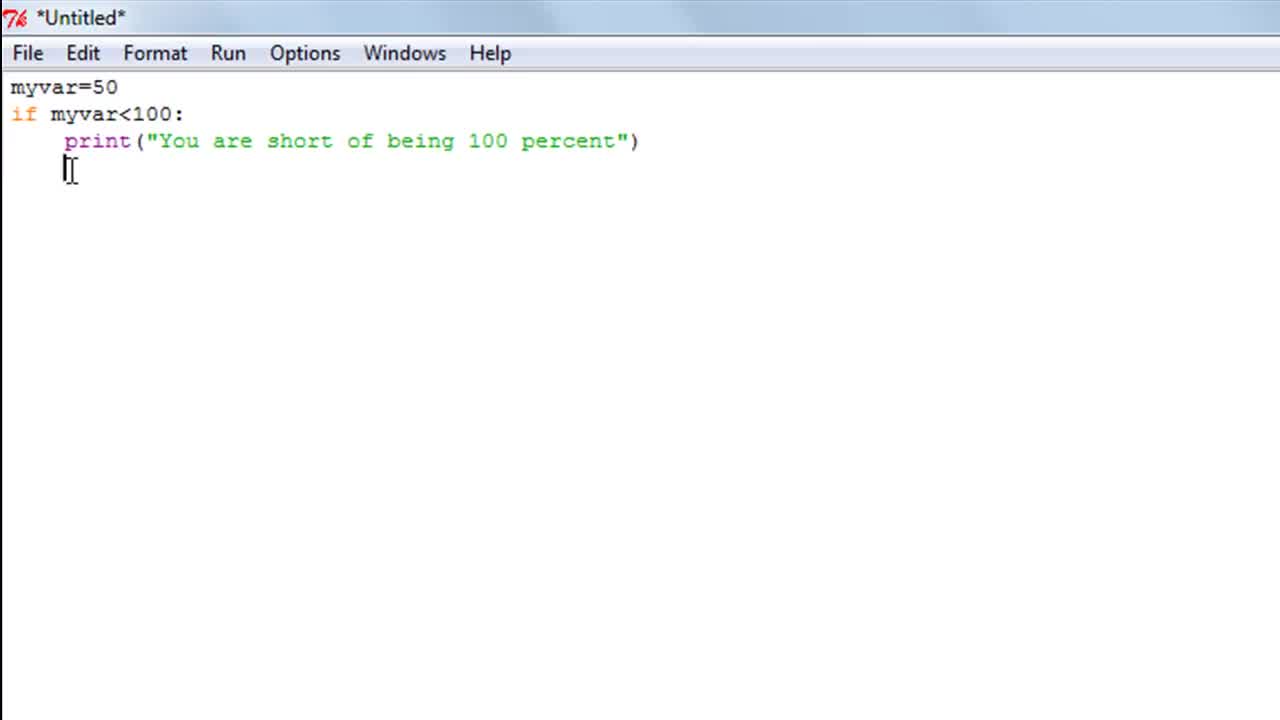 *Untitled*
File Edit Format Run Options Windows Help
myvar=50
if myvar<100:
    print("You are short of being 100 percent")